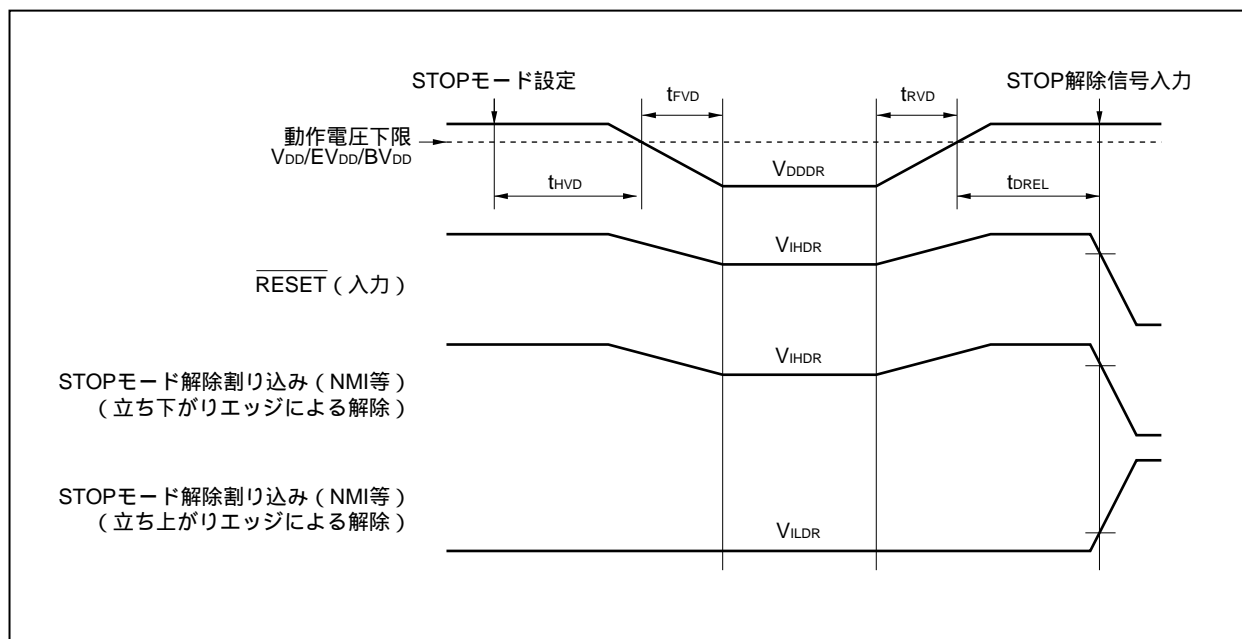 STOPモード設定
STOP解除信号入力
tFVD
tRVD
動作電圧下限
VDD/EVDD/BVDD
VDDDR
tHVD
tDREL
VIHDR
RESET（入力）
VIHDR
STOPモード解除割り込み（NMI等）
（立ち下がりエッジによる解除）
STOPモード解除割り込み（NMI等）
（立ち上がりエッジによる解除）
VILDR